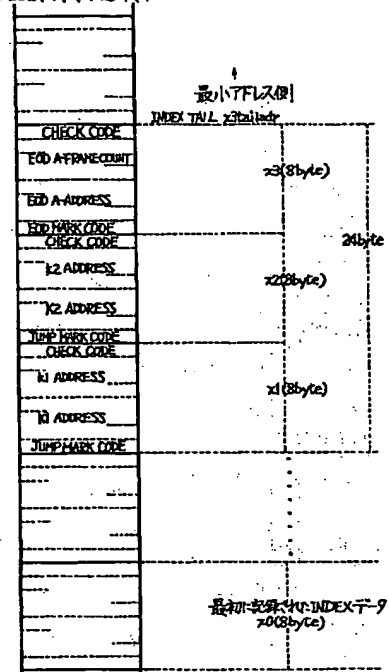 最小アドレス側
INDEX TAIL x3tailadr
CHECK CODE
EOD A-FRAME-COUNT
x3(8byte)
EOD A-ADDRESS
EOD MARK CODE
CHECK CODE
24byte
k2 ADDRESS
x2(8byte)
k2 ADDRESS
JUMP MARK CODE
CHECK CODE
k1 ADDRESS
x1(8byte)
k1 ADDRESS
JUMP MARK CODE
最初に記録されたINDEXデータ
x0(8byte)